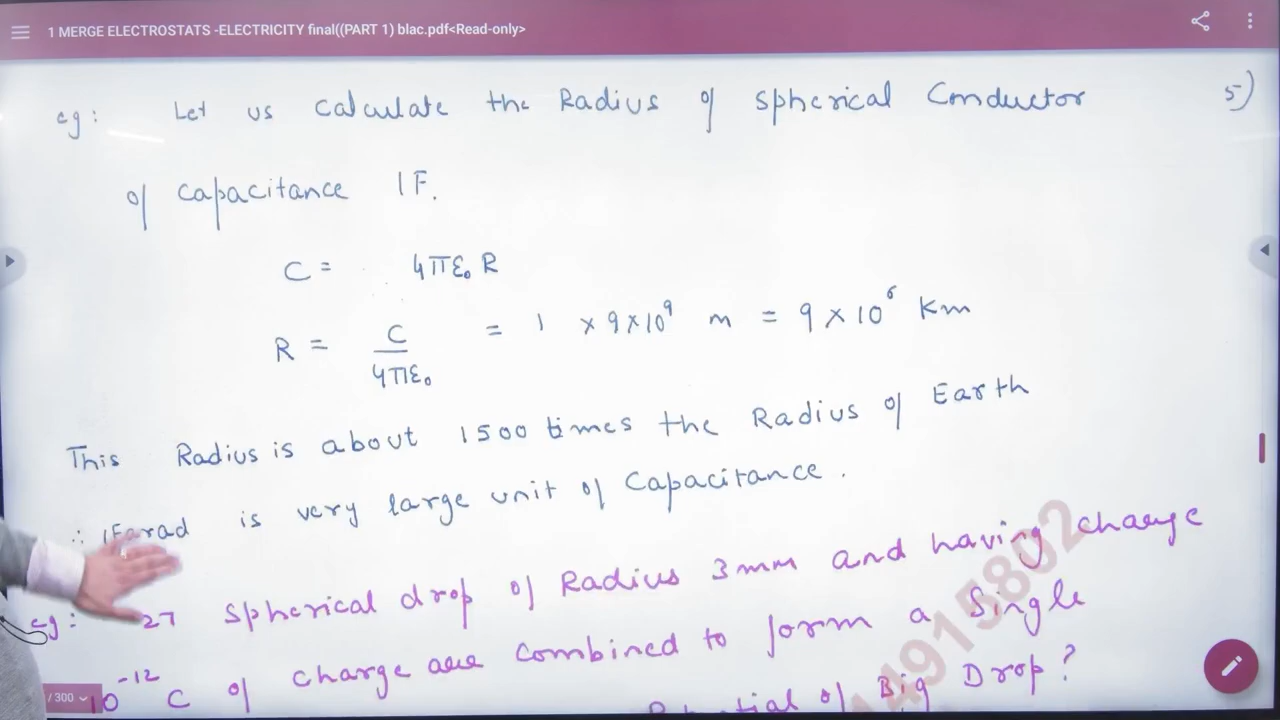 1 MERGE ELECTROSTATS -ELECTRICITY final((PART 1) blac.pdf<Read-only>
eg: Let us calculate the Radius of Spherical Conductor 5)
of capacitance 1F.
C = 4πε₀ R
R = C/4πε₀ = 1 × 9×10⁹ m = 9 × 10⁶ Km
This Radius is about 1500 times the Radius of Earth
∴ 1Farad is very large unit of Capacitance.
eg: 27 Spherical drop of Radius 3mm and having charge
10⁻¹² C of charge are combined to form a Single
of Big Drop?
/ 300